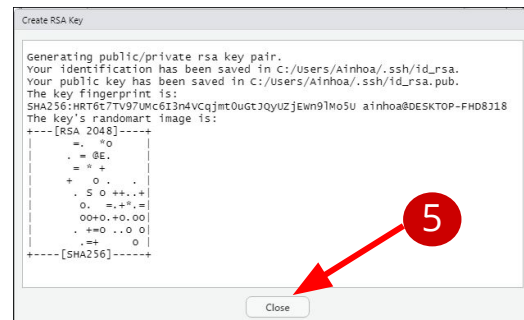 Create RSA Key
Generating public/private rsa key pair.
Your identification has been saved in C:/Users/Ainhoa/.ssh/id_rsa.
Your public key has been saved in C:/Users/Ainhoa/.ssh/id_rsa.pub.
The key fingerprint is:
SHA256:HRT6t7TV97UMc6I3n4VCqjmt0uGtJQyUZjEWn9lMo5U ainhoa@DESKTOP-FHD8J18
The key's randomart image is:
+---[RSA 2048]----+
|      =.  *o     |
|     . = @E.     |
|      = * +      |
|     +   o .   . |
|      . S o ++..+|
|       o.  =.+*.=|
|       oo+o.+o.oo|
|      . +=o ..o o|
|       .=+     o |
+----[SHA256]-----+
5
Close